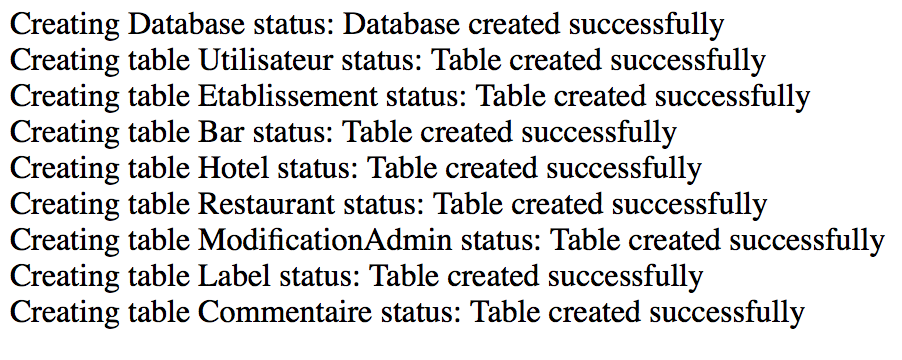 Creating Database status: Database created successfully
Creating table Utilisateur status: Table created successfully
Creating table Etablissement status: Table created successfully
Creating table Bar status: Table created successfully
Creating table Hotel status: Table created successfully
Creating table Restaurant status: Table created successfully
Creating table ModificationAdmin status: Table created successfully
Creating table Label status: Table created successfully
Creating table Commentaire status: Table created successfully